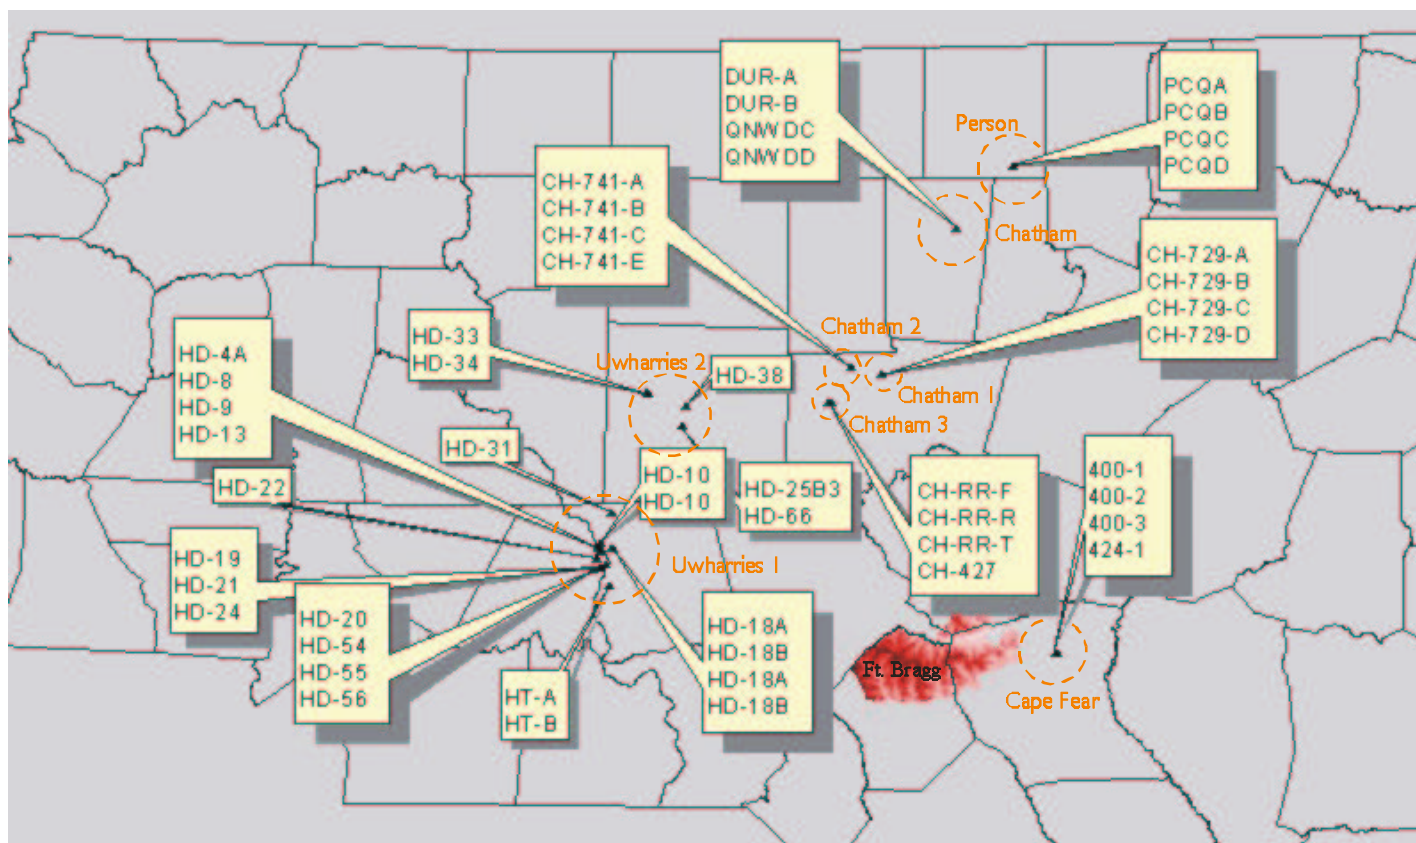 DUR-A
DUR-B
QNWDC
QNWDD
PCQA
PCQB
PCQC
PCQD
Person
CH-741-A
CH-741-B
CH-741-C
CH-741-E
Chatham
CH-729-A
CH-729-B
CH-729-C
CH-729-D
HD-33
HD-34
Chatham 2
Uwharries 2
HD-38
HD-4A
HD-8
HD-9
HD-13
Chatham 1
Chatham 3
HD-31
HD-10
HD-10
HD-25B3
HD-66
HD-22
CH-RR-F
CH-RR-R
CH-RR-T
CH-427
400-1
400-2
400-3
424-1
HD-19
HD-21
HD-24
Uwharries 1
HD-20
HD-54
HD-55
HD-56
HD-18A
HD-18B
HD-18A
HD-18B
HT-A
HT-B
Ft. Bragg
Cape Fear